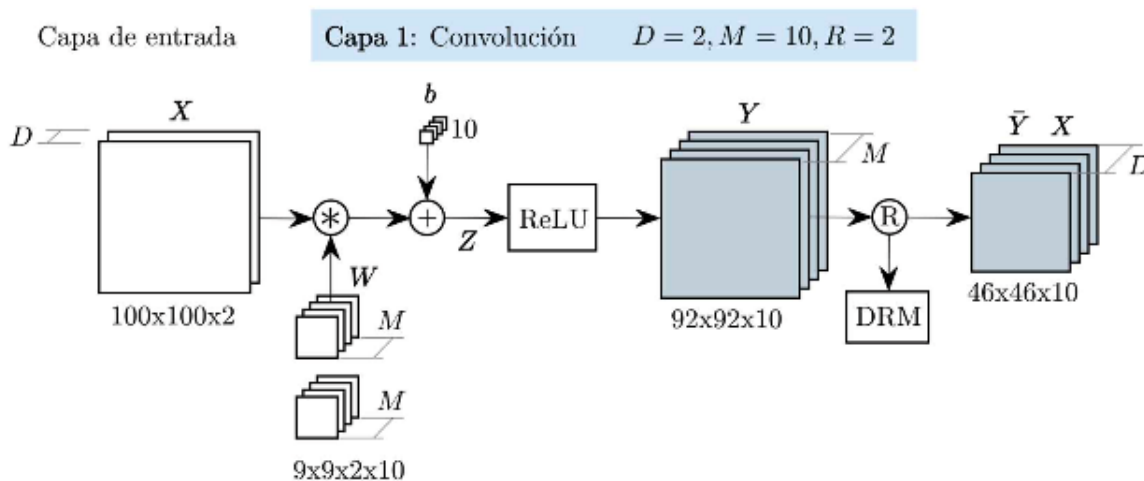 Capa de entrada
Capa 1: Convolución D = 2, M = 10, R = 2
D
X
b
10
Y
M
Ȳ X
D
*
+
Z
ReLU
R
W
100x100x2
M
92x92x10
DRM
46x46x10
M
9x9x2x10